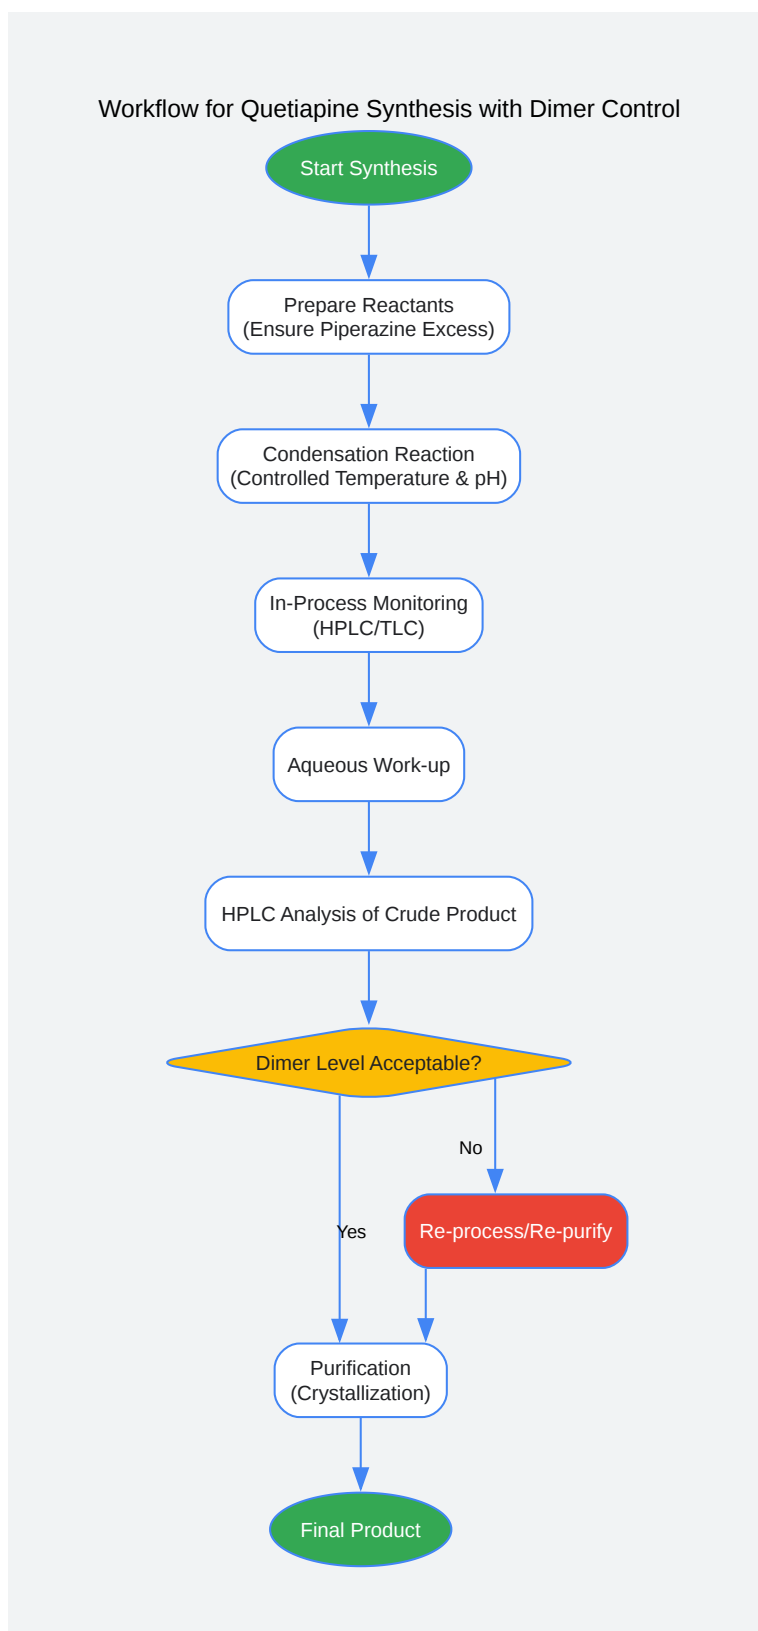 Workflow for Quetiapine Synthesis with Dimer Control
Start Synthesis
Prepare Reactants
(Ensure Piperazine Excess)
Condensation Reaction
(Controlled Temperature & pH)
In-Process Monitoring
(HPLC/TLC)
Aqueous Work-up
HPLC Analysis of Crude Product
Dimer Level Acceptable?
No
Yes
Re-process/Re-purify
Purification
(Crystallization)
Final Product